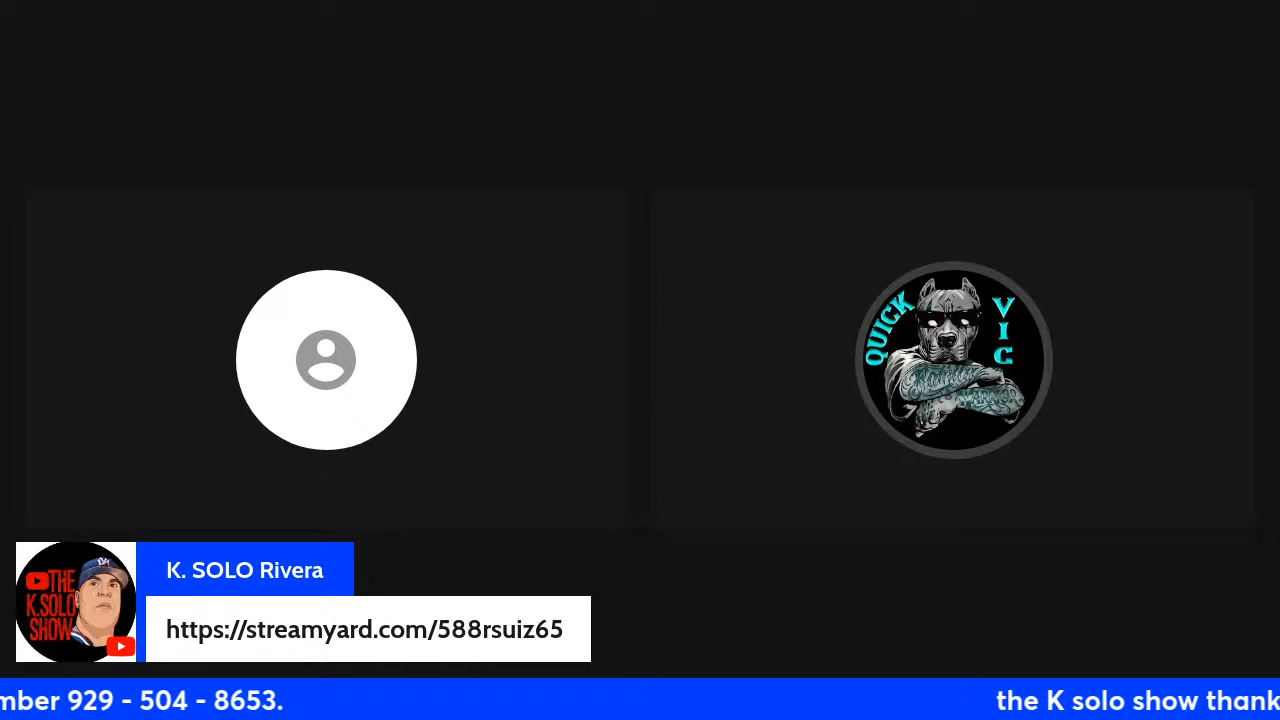 QUICK
VIC
THE
K.SOLO
SHOW
K. SOLO Rivera
https://streamyard.com/588rsuiz65
mber 929 - 504 - 8653.
the K solo show thank